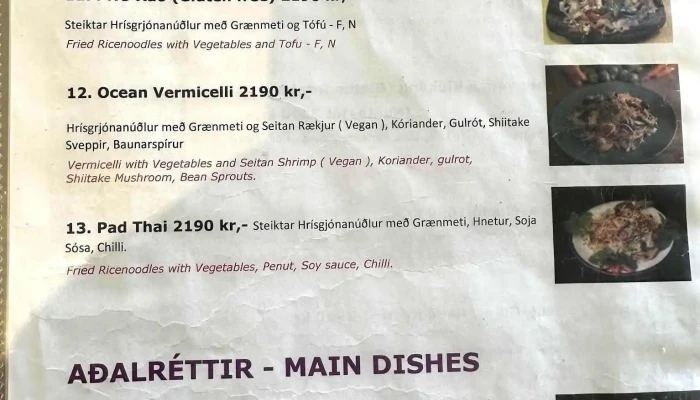 Steiktar Hrísgrjónanúðlur með Grænmeti og Tófú - F, N
Fried Ricenoodles with Vegetables and Tofu - F, N
12. Ocean Vermicelli 2190 kr,-
Hrísgrjónanúðlur með Grænmeti og Seitan Rækjur ( Vegan ), Kóriander, Gulrót, Shiitake
Sveppir, Baunarspírur
Vermicelli with Vegetables and Seitan Shrimp ( Vegan ), Koriander, gulrot,
Shiitake Mushroom, Bean Sprouts.
13. Pad Thai 2190 kr,- Steiktar Hrísgjónanúðlur með Grænmeti, Hnetur, Soja
Sósa, Chilli.
Fried Ricenoodles with Vegetables, Penut, Soy sauce, Chilli.
AÐALRÉTTIR - MAIN DISHES